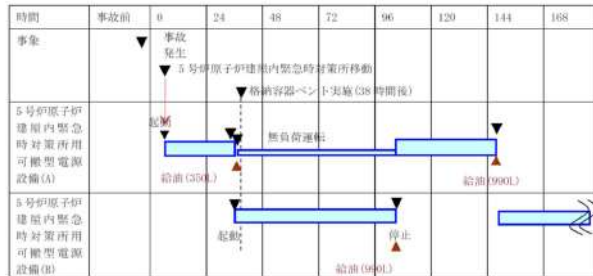 時間 事故前 0 24 48 72 96 120 144 168
事象
事故
発生
5号炉原子炉建屋内緊急時対策所移動
格納容器ベント実施(38時間後)
5号炉原子炉
建屋内緊急
時対策所用
可搬型電源
設備(A)
起動
無負荷運転
給油(350L)
給油(990L)
5号炉原子炉
建屋内緊急
時対策所用
可搬型電源
設備(B)
起動
停止
給油(990L)